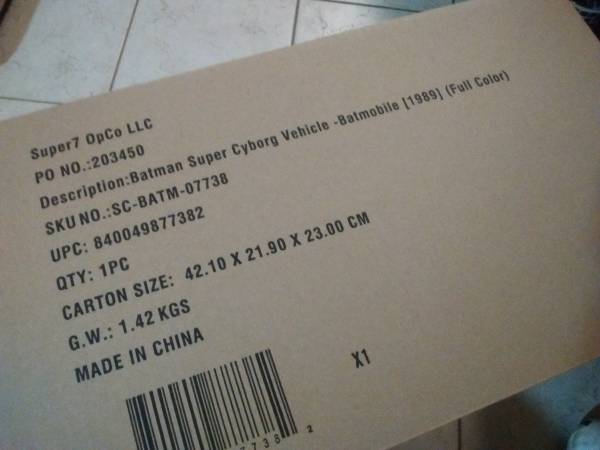 Super7 OpCo LLC
PO NO.:203450
Description:Batman Super Cyborg Vehicle -Batmobile [1989] (Full Color)
SKU NO.:SC-BATM-07738
UPC: 840049877382
QTY: 1PC
CARTON SIZE: 42.10 X 21.90 X 23.00 CM
G.W.: 1.42 KGS
MADE IN CHINA
X1
7738 2